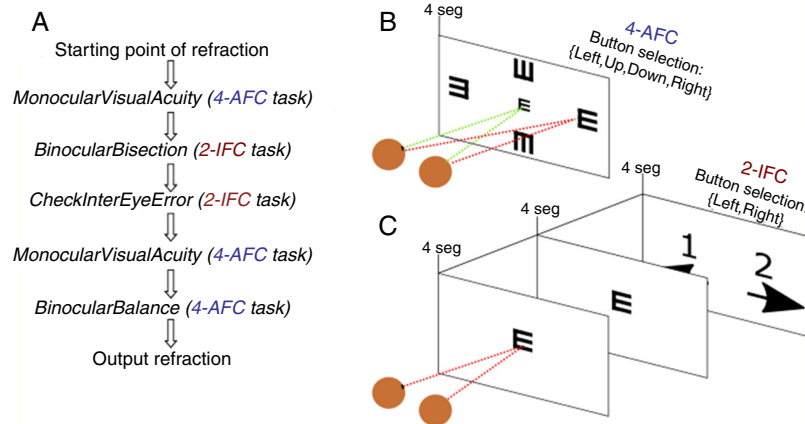 A
Starting point of refraction
MonocularVisualAcuity (4-AFC task)
BinocularBisection (2-IFC task)
CheckInterEyeError (2-IFC task)
MonocularVisualAcuity (4-AFC task)
BinocularBalance (4-AFC task)
Output refraction
B
4 seg
4-AFC
Button selection:
{Left,Up,Down,Right}
C
4 seg
4 seg
4 seg
2-IFC
Button selection:
{Left,Right}
1
2